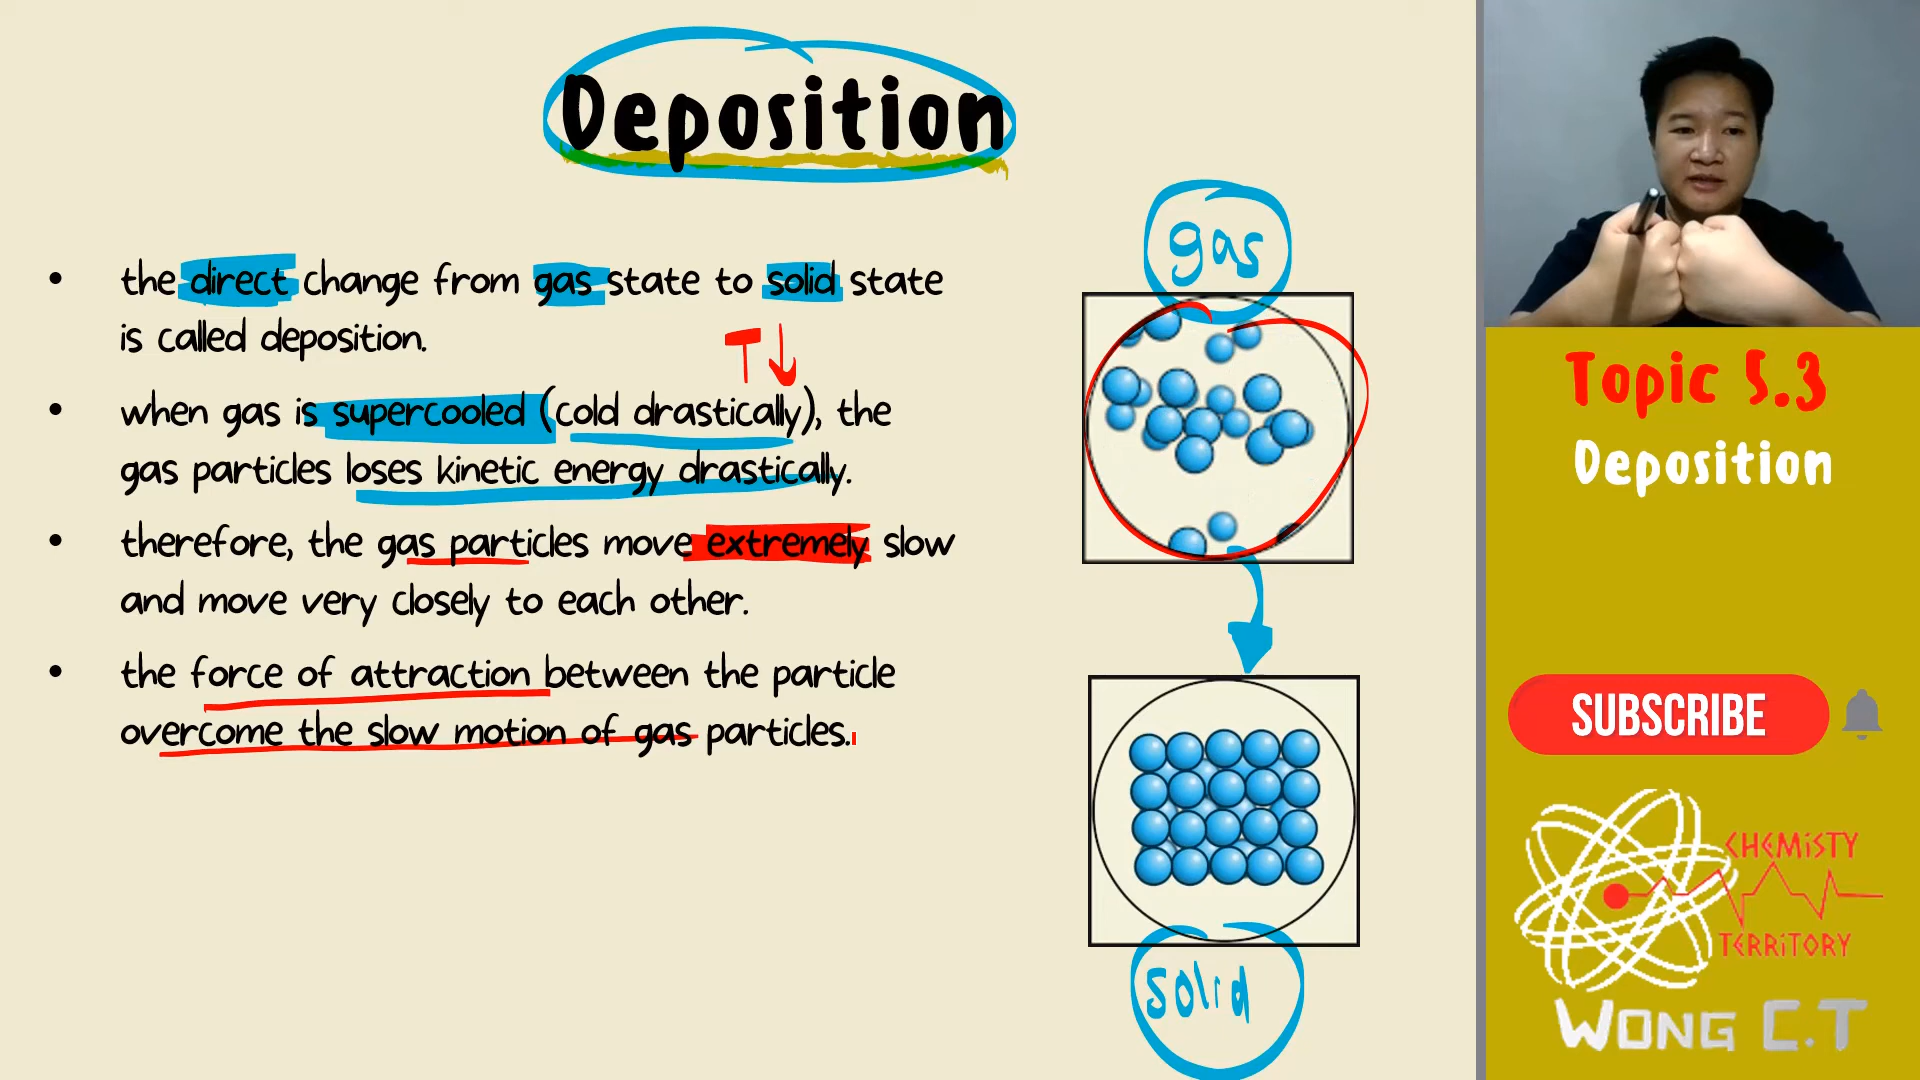 Deposition
• the direct change from gas state to solid state
is called deposition.
T↓
• when gas is supercooled (cold drastically), the
gas particles loses kinetic energy drastically.
• therefore, the gas particles move extremely slow
and move very closely to each other.
• the force of attraction between the particle
overcome the slow motion of gas particles.
gas
solid
Topic 5.3
Deposition
SUBSCRIBE
CHEMiSTY
TERRiTORY
WONG C.T